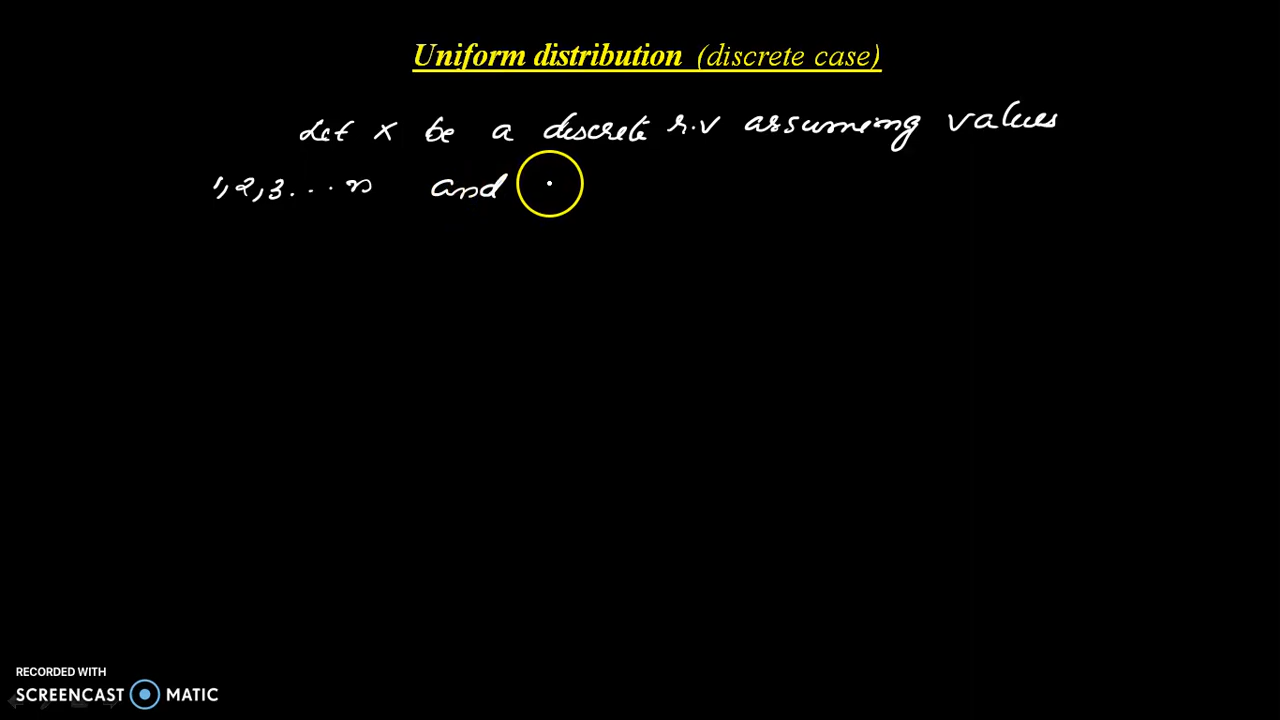 Uniform distribution (discrete case)
Let X be a discrete r.v assuming values
1,2,3... n and
RECORDED WITH
SCREENCAST MATIC